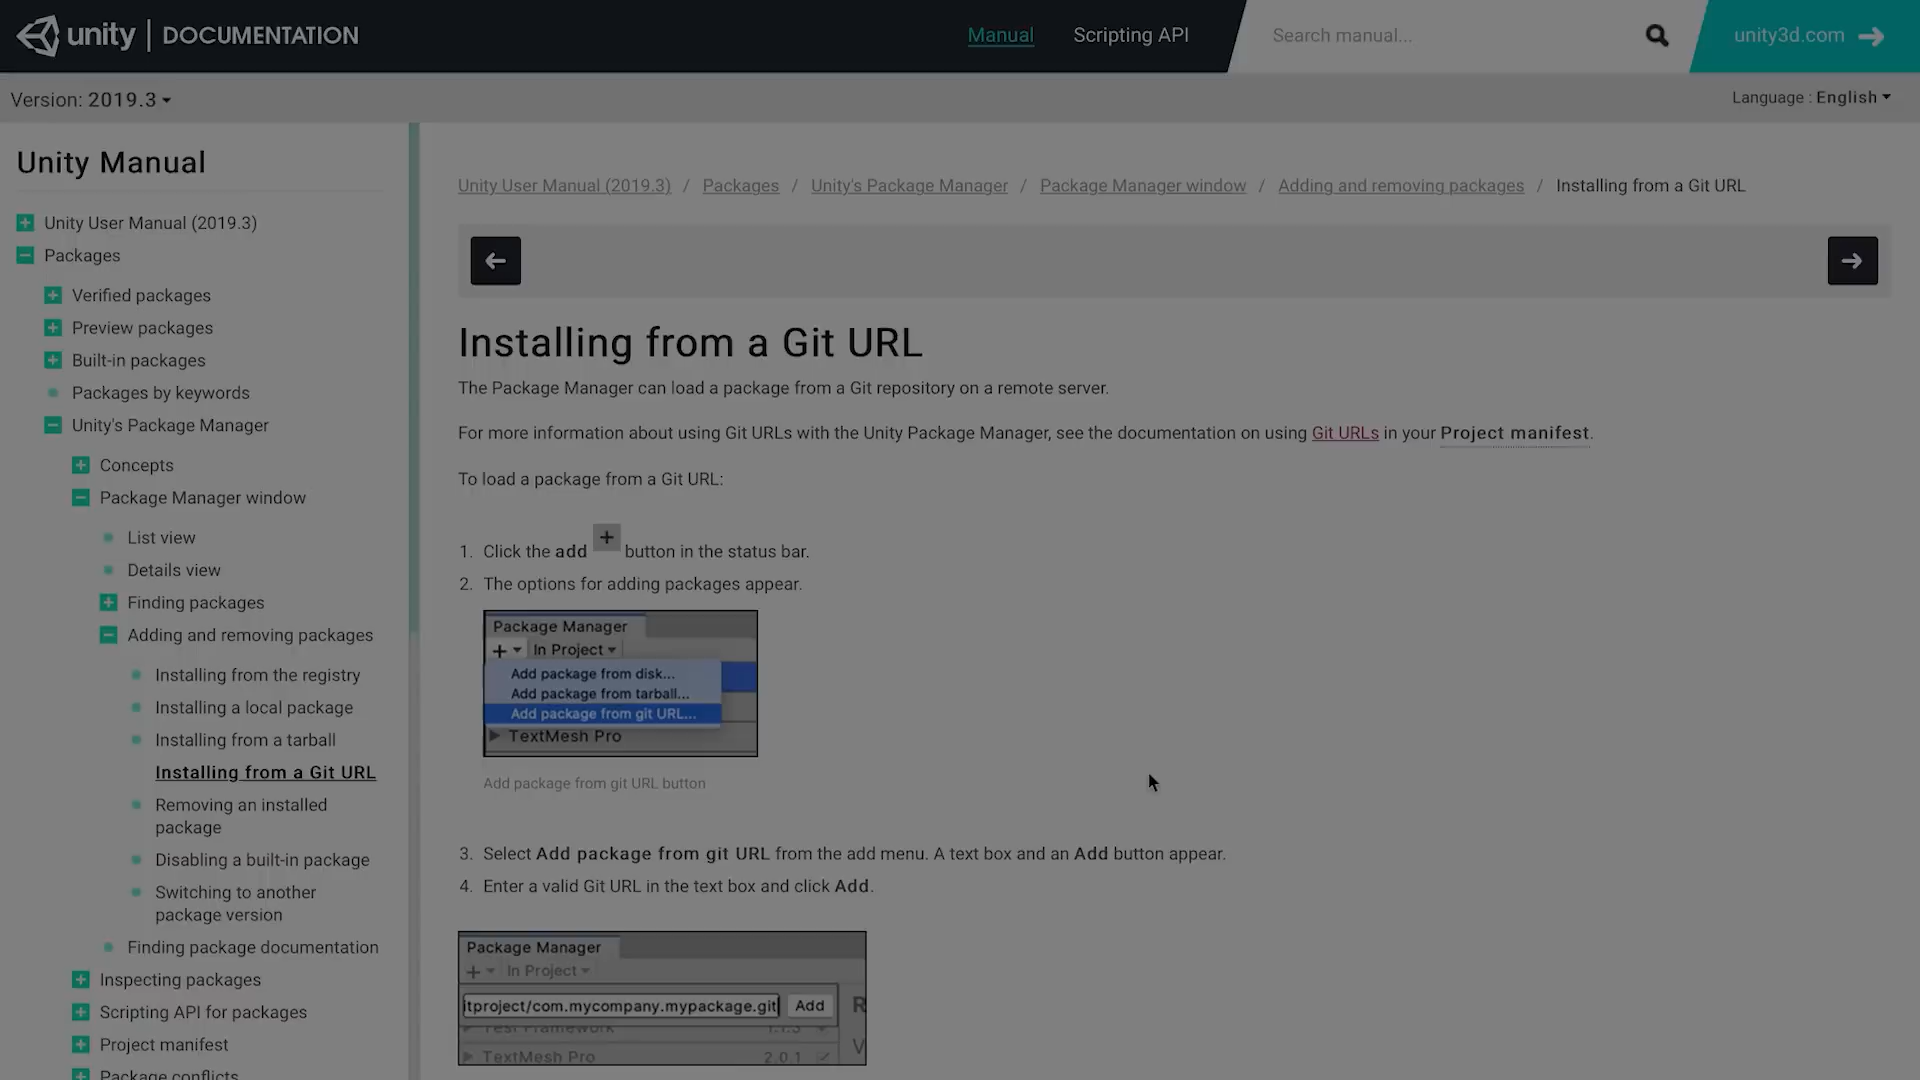 unity | DOCUMENTATION
Manual
Scripting API
Search manual...
unity3d.com
Version: 2019.3
Language : English
Unity Manual
Unity User Manual (2019.3)
Packages
Verified packages
Preview packages
Built-in packages
Packages by keywords
Unity's Package Manager
Concepts
Package Manager window
List view
Details view
Finding packages
Adding and removing packages
Installing from the registry
Installing a local package
Installing from a tarball
Installing from a Git URL
Removing an installed
package
Disabling a built-in package
Switching to another
package version
Finding package documentation
Inspecting packages
Scripting API for packages
Project manifest
Package conflicts
Unity User Manual (2019.3) / Packages / Unity's Package Manager / Package Manager window / Adding and removing packages / Installing from a Git URL
Installing from a Git URL
The Package Manager can load a package from a Git repository on a remote server.
For more information about using Git URLs with the Unity Package Manager, see the documentation on using Git URLs in your Project manifest.
To load a package from a Git URL:
1. Click the add + button in the status bar.
2. The options for adding packages appear.
Package Manager
+ In Project
Add package from disk...
Add package from tarball...
Add package from git URL...
TextMesh Pro
Add package from git URL button
3. Select Add package from git URL from the add menu. A text box and an Add button appear.
4. Enter a valid Git URL in the text box and click Add.
Package Manager
+ In Project
itproject/com.mycompany.mypackage.git Add
Test Framework 1.1.3
TextMesh Pro 2.0.1